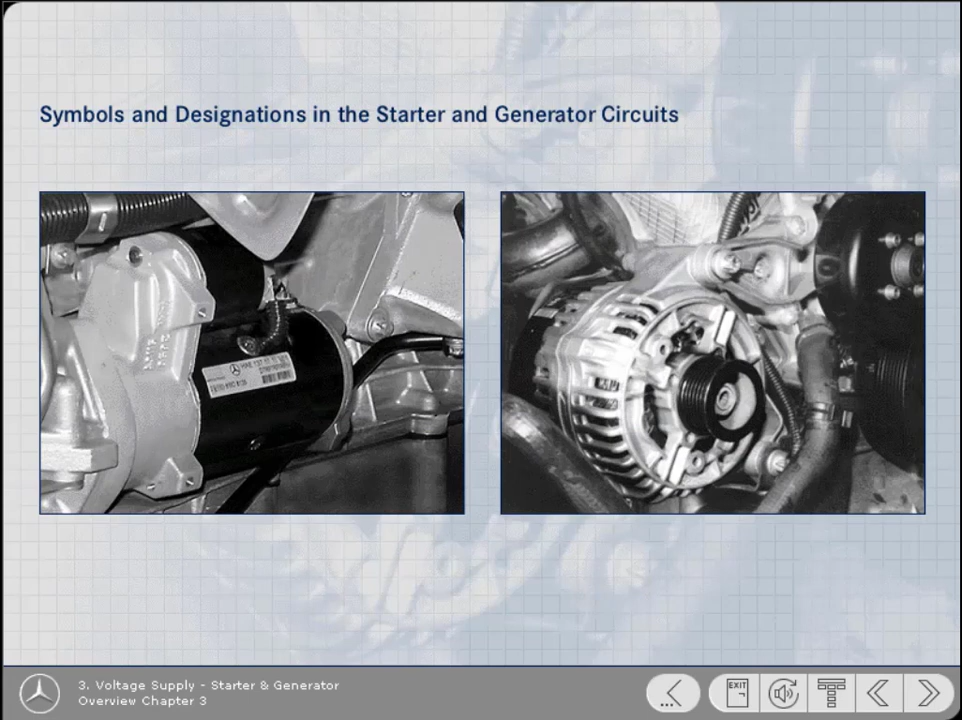 Symbols and Designations in the Starter and Generator Circuits
3. Voltage Supply - Starter & Generator
Overview Chapter 3
EXIT